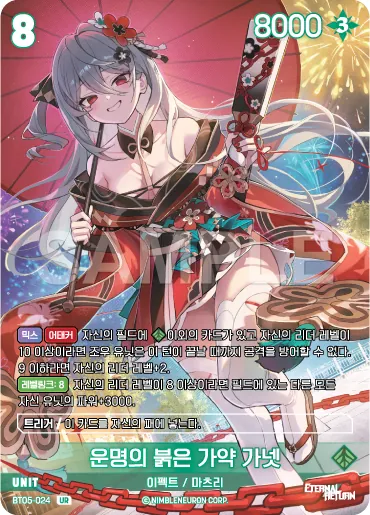 8
8000 3
SAMPLE
믹스 어태커 자신의 필드에 이외의 카드가 있고 자신의 리더 레벨이
10 이상이라면 조우 유닛은 이 턴이 끝날 때까지 공격을 방어할 수 없다.
9 이하라면 자신의 리더 레벨+2.
레벨링크: 8 자신의 리더 레벨이 8 이상이라면 필드에 있는 다른 모든
자신 유닛의 파워+3000.
트리거 / 이 카드를 자신의 패에 넣는다.
운명의 붉은 가약 가넷
UNIT 이펙트 / 마츠리
BT05-024 UR ©NIMBLENEURON CORP. ETERNAL RETURN